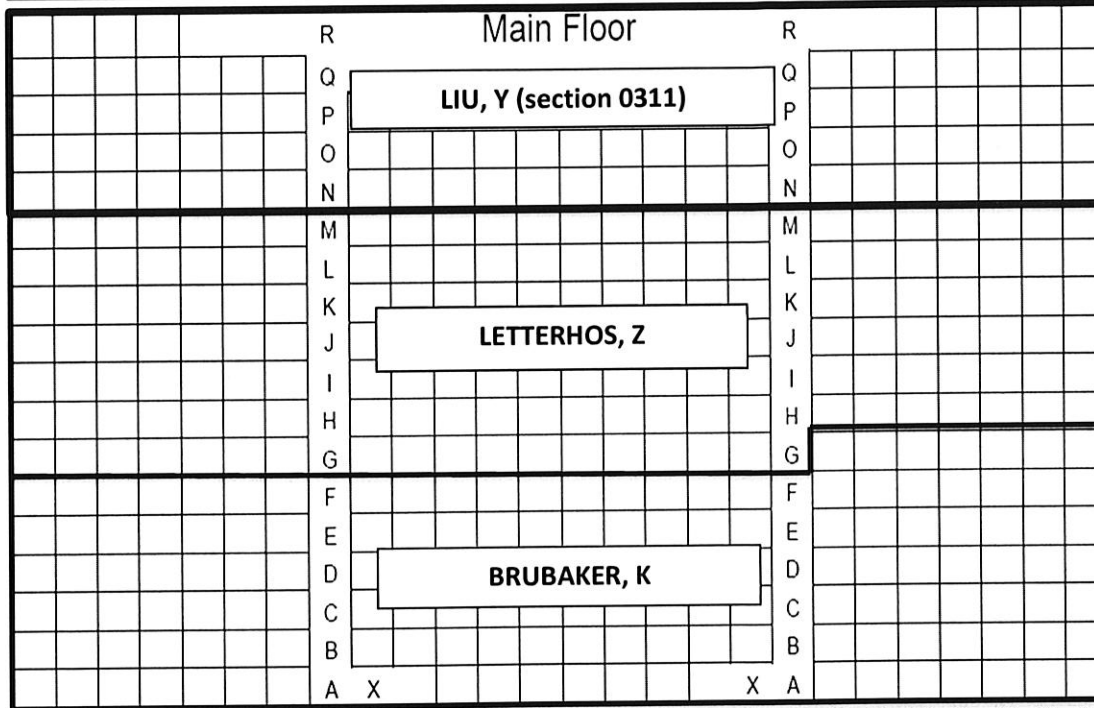 R Main Floor R
Q Q
LIU, Y (section 0311)
P P
O O
N N
M M
L L
K K
LETTERHOS, Z
J J
I I
H H
G G
F F
E E
D D
BRUBAKER, K
C C
B B
A X X A